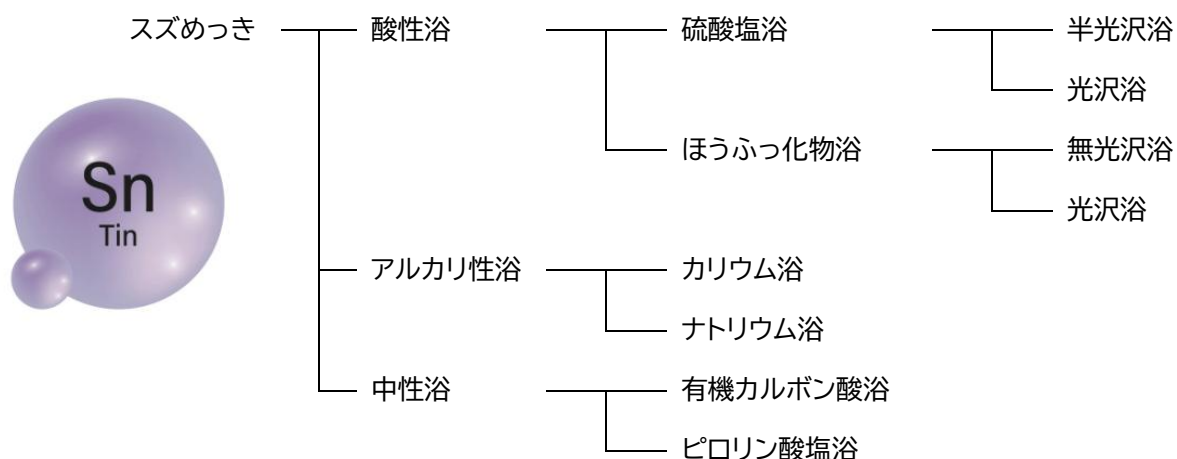 スズめっき 酸性浴 硫酸塩浴 半光沢浴
光沢浴
ほうふっ化物浴 無光沢浴
光沢浴
Sn
Tin
アルカリ性浴 カリウム浴
ナトリウム浴
中性浴 有機カルボン酸浴
ピロリン酸塩浴